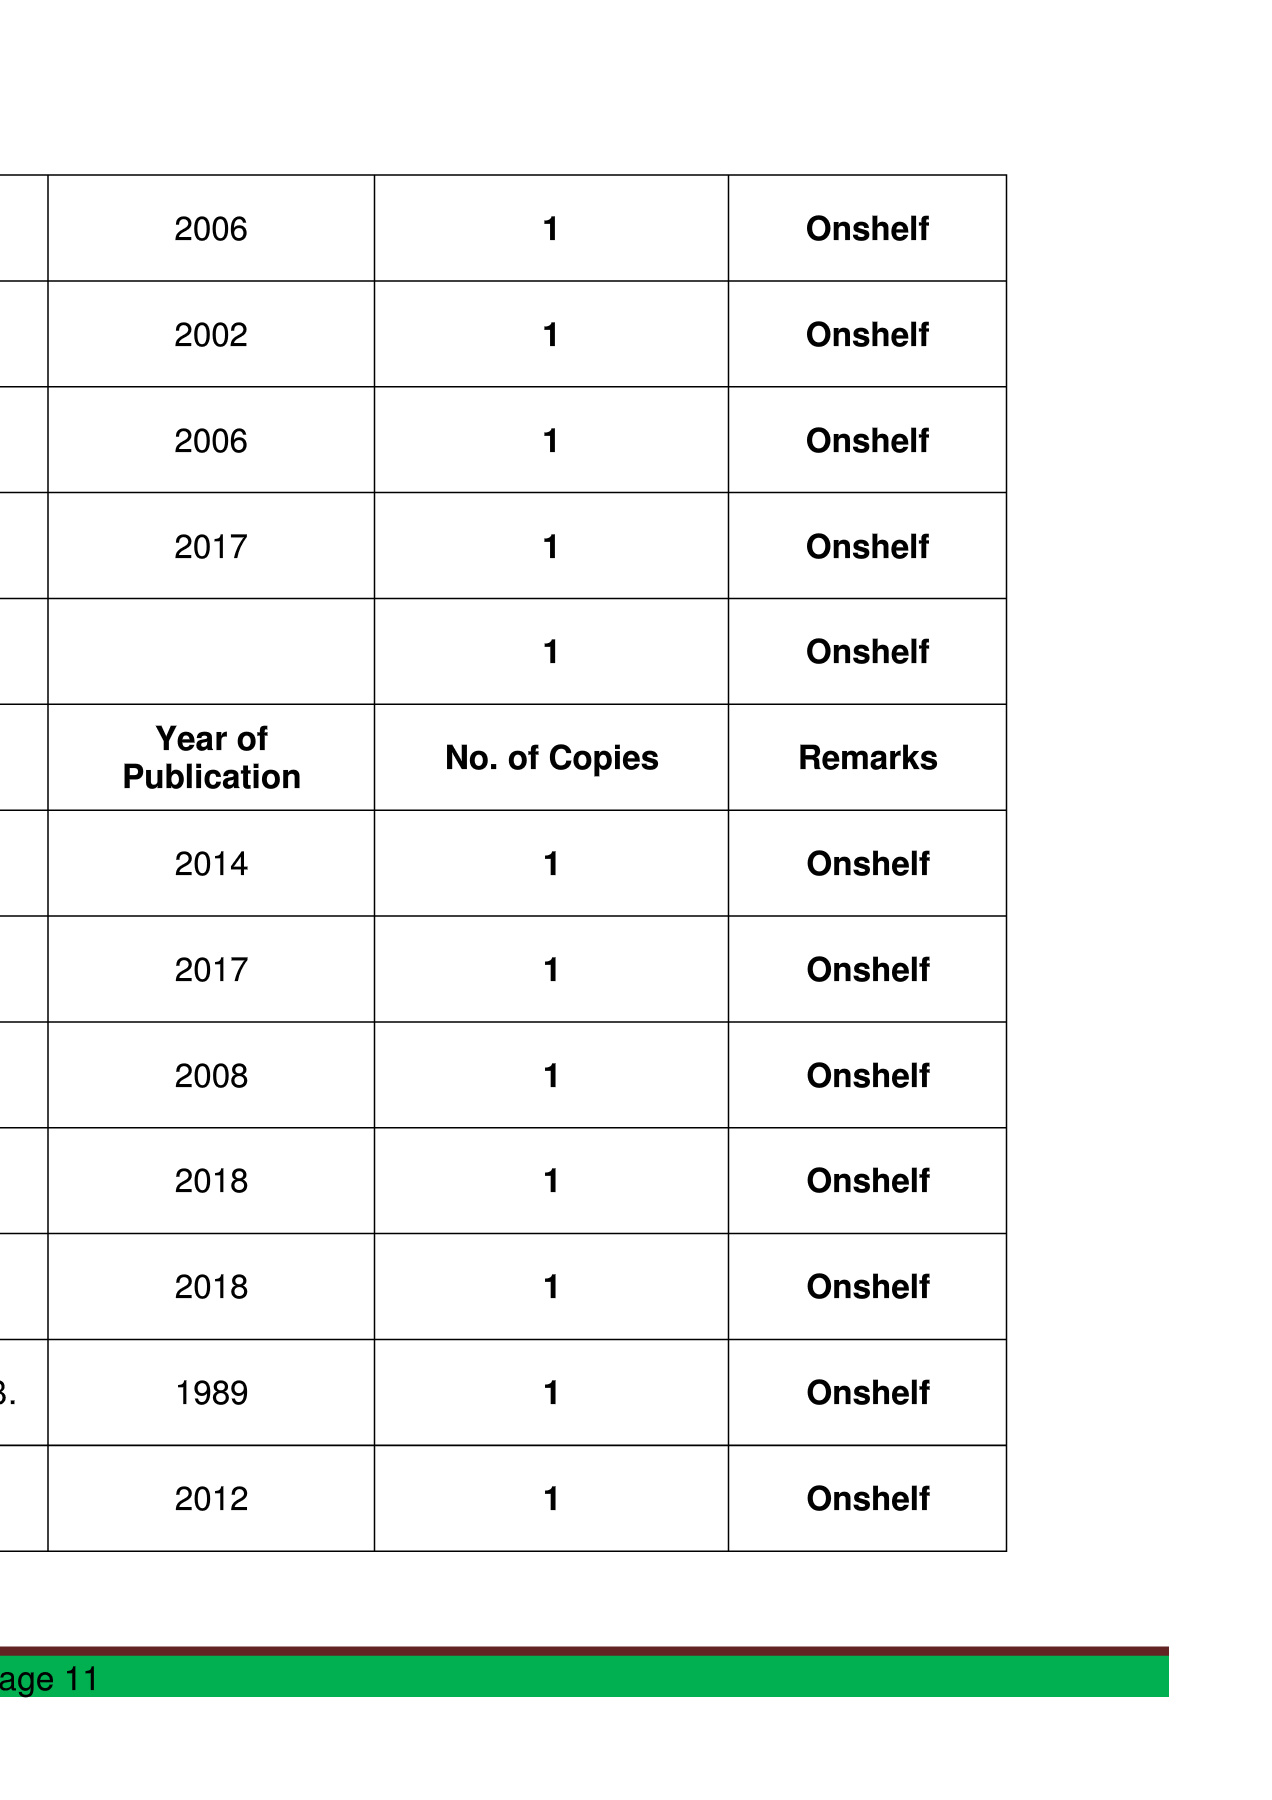 2006 1 Onshelf
2002 1 Onshelf
2006 1 Onshelf
2017 1 Onshelf
1 Onshelf
Year of
Publication No. of Copies Remarks
2014 1 Onshelf
2017 1 Onshelf
2008 1 Onshelf
2018 1 Onshelf
2018 1 Onshelf
1989 1 Onshelf
2012 1 Onshelf
age 11